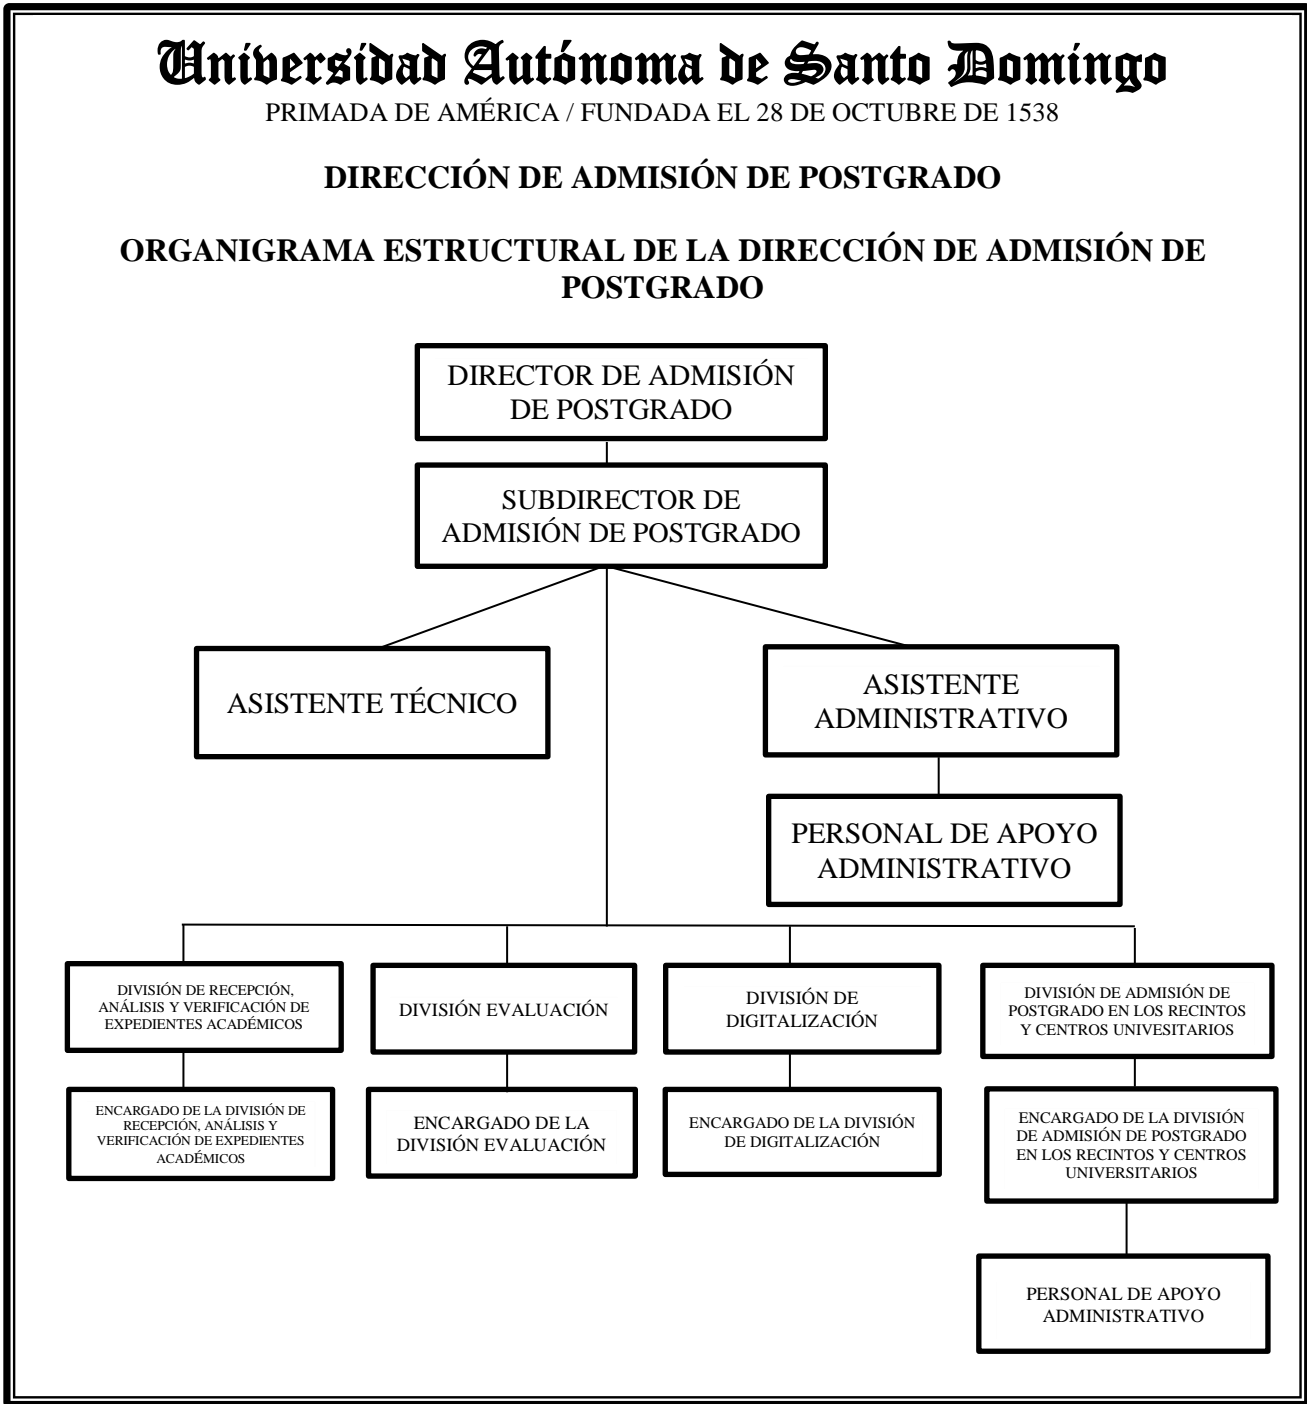 Universidad Autónoma de Santo Domingo
PRIMADA DE AMÉRICA / FUNDADA EL 28 DE OCTUBRE DE 1538
DIRECCIÓN DE ADMISIÓN DE POSTGRADO
ORGANIGRAMA ESTRUCTURAL DE LA DIRECCIÓN DE ADMISIÓN DE
POSTGRADO
DIRECTOR DE ADMISIÓN
DE POSTGRADO
SUBDIRECTOR DE
ADMISIÓN DE POSTGRADO
ASISTENTE TÉCNICO
ASISTENTE
ADMINISTRATIVO
PERSONAL DE APOYO
ADMINISTRATIVO
DIVISIÓN DE RECEPCIÓN,
ANÁLISIS Y VERIFICACIÓN DE
EXPEDIENTES ACADÉMICOS
DIVISIÓN EVALUACIÓN
DIVISIÓN DE
DIGITALIZACIÓN
DIVISIÓN DE ADMISIÓN DE
POSTGRADO EN LOS RECINTOS
Y CENTROS UNIVESITARIOS
ENCARGADO DE LA DIVISIÓN DE
RECEPCIÓN, ANÁLISIS Y
VERIFICACIÓN DE EXPEDIENTES
ACADÉMICOS
ENCARGADO DE LA
DIVISIÓN EVALUACIÓN
ENCARGADO DE LA DIVISIÓN
DE DIGITALIZACIÓN
ENCARGADO DE LA DIVISIÓN
DE ADMISIÓN DE POSTGRADO
EN LOS RECINTOS Y CENTROS
UNIVERSITARIOS
PERSONAL DE APOYO
ADMINISTRATIVO